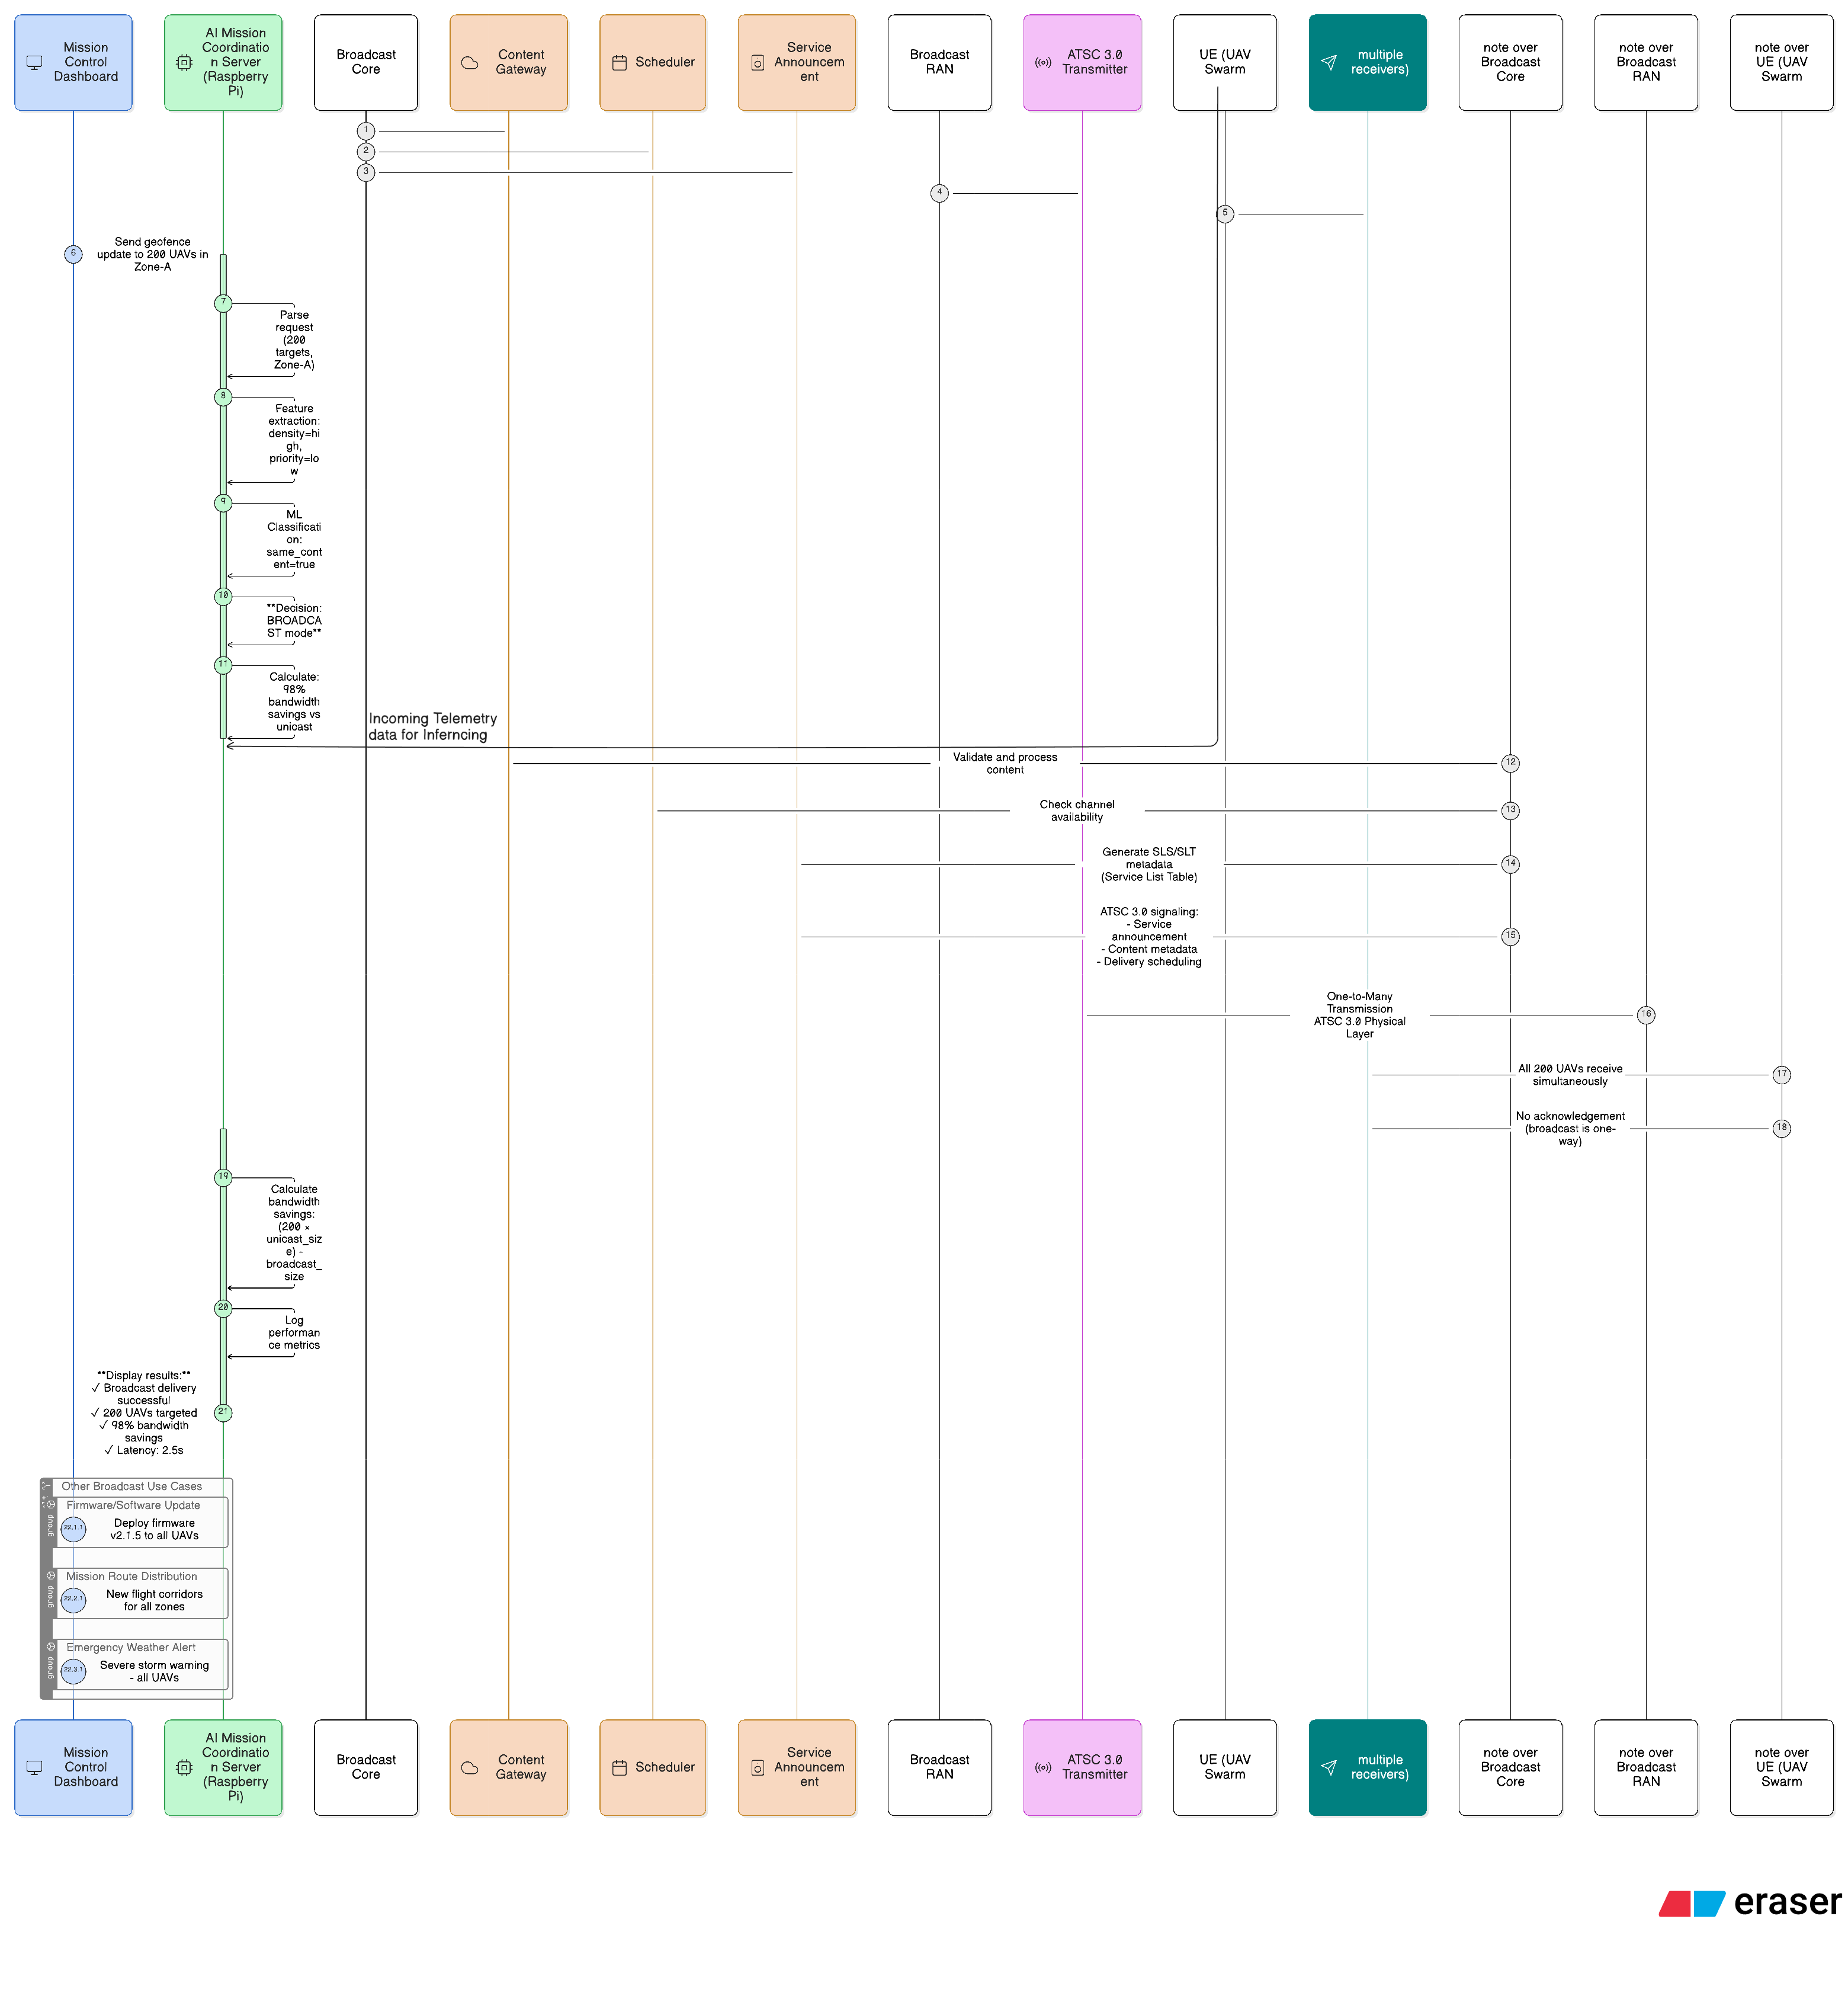 Mission
Control
Dashboard
AI Mission
Coordinatio
n Server
(Raspberry
Pi)
Broadcast
Core
Content
Gateway
Scheduler
Service
Announcem
ent
Broadcast
RAN
ATSC 3.0
Transmitter
UE (UAV
Swarm
multiple
receivers)
note over
Broadcast
Core
note over
Broadcast
RAN
note over
UE (UAV
Swarm
1
2
3
4
5
6
Send geofence
update to 200 UAVs in
Zone-A
7
Parse
request
(200
targets,
Zone-A)
8
Feature
extraction:
density=hi
gh,
priority=lo
w
9
ML
Classificati
on:
same_cont
ent=true
10
**Decision:
BROADCA
ST mode**
11
Calculate:
98%
bandwidth
savings vs
unicast
Incoming Telemetry
data for Inferncing
Validate and process
content
12
Check channel
availability
13
Generate SLS/SLT
metadata
(Service List Table)
14
ATSC 3.0 signaling:
- Service
announcement
- Content metadata
- Delivery scheduling
15
One-to-Many
Transmission
ATSC 3.0 Physical
Layer
16
All 200 UAVs receive
simultaneously
17
No acknowledgement
(broadcast is one-
way)
18
19
Calculate
bandwidth
savings:
(200 ×
unicast_siz
e) -
broadcast_
size
20
Log
performan
ce metrics
**Display results:**
✓ Broadcast delivery
successful
✓ 200 UAVs targeted
✓ 98% bandwidth
savings
✓ Latency: 2.5s
21
Other Broadcast Use Cases
group
Firmware/Software Update
22.1.1
Deploy firmware
v2.1.5 to all UAVs
group
Mission Route Distribution
22.2.1
New flight corridors
for all zones
group
Emergency Weather Alert
22.3.1
Severe storm warning
- all UAVs
Mission
Control
Dashboard
AI Mission
Coordinatio
n Server
(Raspberry
Pi)
Broadcast
Core
Content
Gateway
Scheduler
Service
Announcem
ent
Broadcast
RAN
ATSC 3.0
Transmitter
UE (UAV
Swarm
multiple
receivers)
note over
Broadcast
Core
note over
Broadcast
RAN
note over
UE (UAV
Swarm
eraser